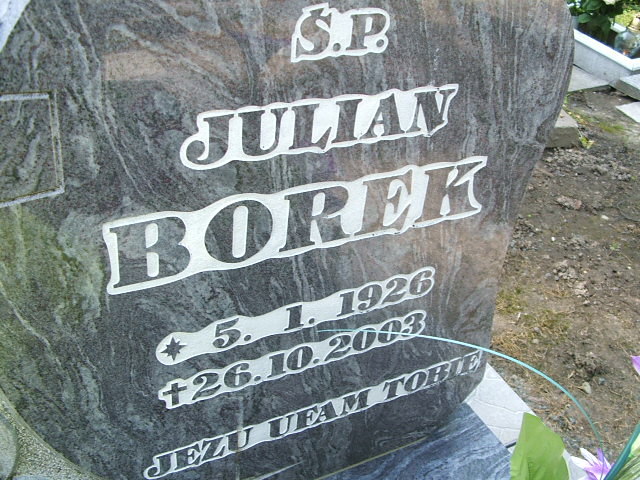 Ś.P.
JULIAN
BOREK
* 5. 1. 1926
† 26.10.2003
JEZU UFAM TOBIE